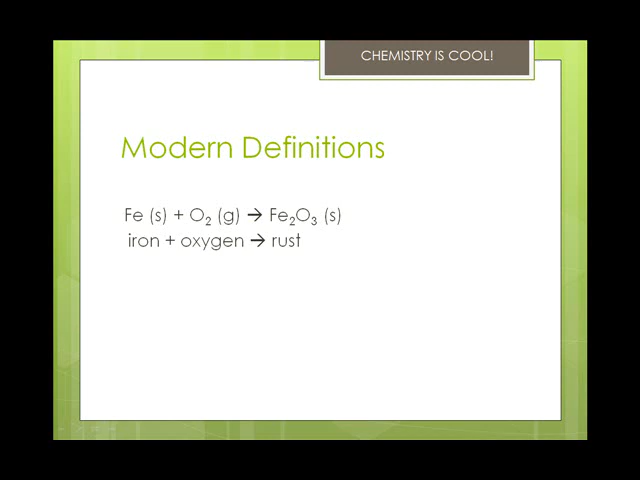 CHEMISTRY IS COOL!
Modern Definitions
Fe (s) + O₂ (g) → Fe₂O₃ (s)
iron + oxygen → rust